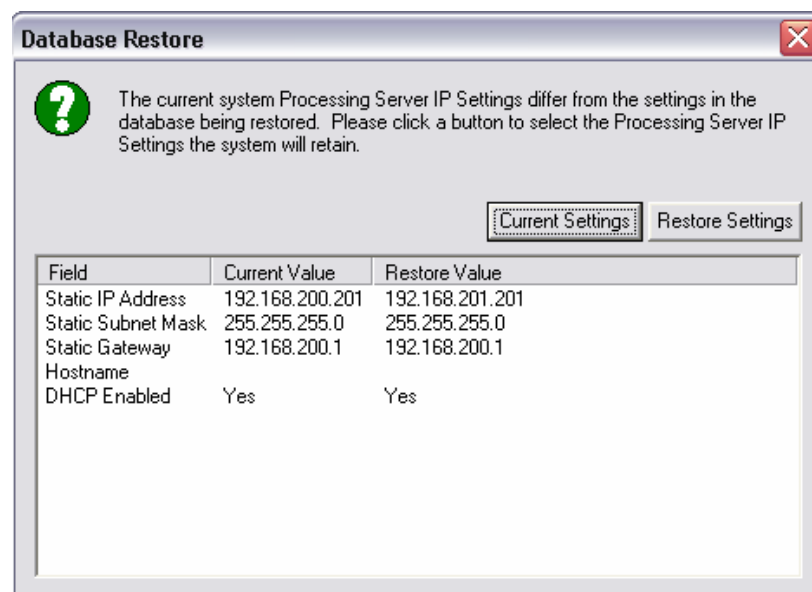 Database Restore
The current system Processing Server IP Settings differ from the settings in the
database being restored.  Please click a button to select the Processing Server IP
Settings the system will retain.
Current Settings Restore Settings
Field Current Value Restore Value
Static IP Address 192.168.200.201 192.168.201.201
Static Subnet Mask 255.255.255.0 255.255.255.0
Static Gateway 192.168.200.1 192.168.200.1
Hostname
DHCP Enabled Yes Yes